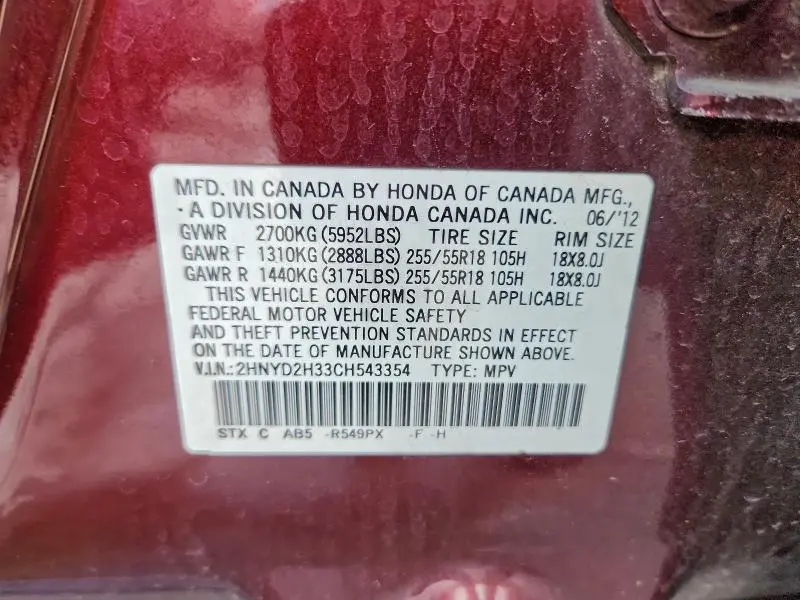 MFD. IN CANADA BY HONDA OF CANADA MFG.,
- A DIVISION OF HONDA CANADA INC. 06/'12
GVWR 2700KG(5952LBS) TIRE SIZE RIM SIZE
GAWR F 1310KG(2888LBS) 255/55R18 105H 18X8.0J
GAWR R 1440KG(3175LBS) 255/55R18 105H 18X8.0J
THIS VEHICLE CONFORMS TO ALL APPLICABLE
FEDERAL MOTOR VEHICLE SAFETY
AND THEFT PREVENTION STANDARDS IN EFFECT
ON THE DATE OF MANUFACTURE SHOWN ABOVE.
V.I.N.:2HNYD2H33CH543354 TYPE: MPV
STX C AB5 -R549PX -F -H